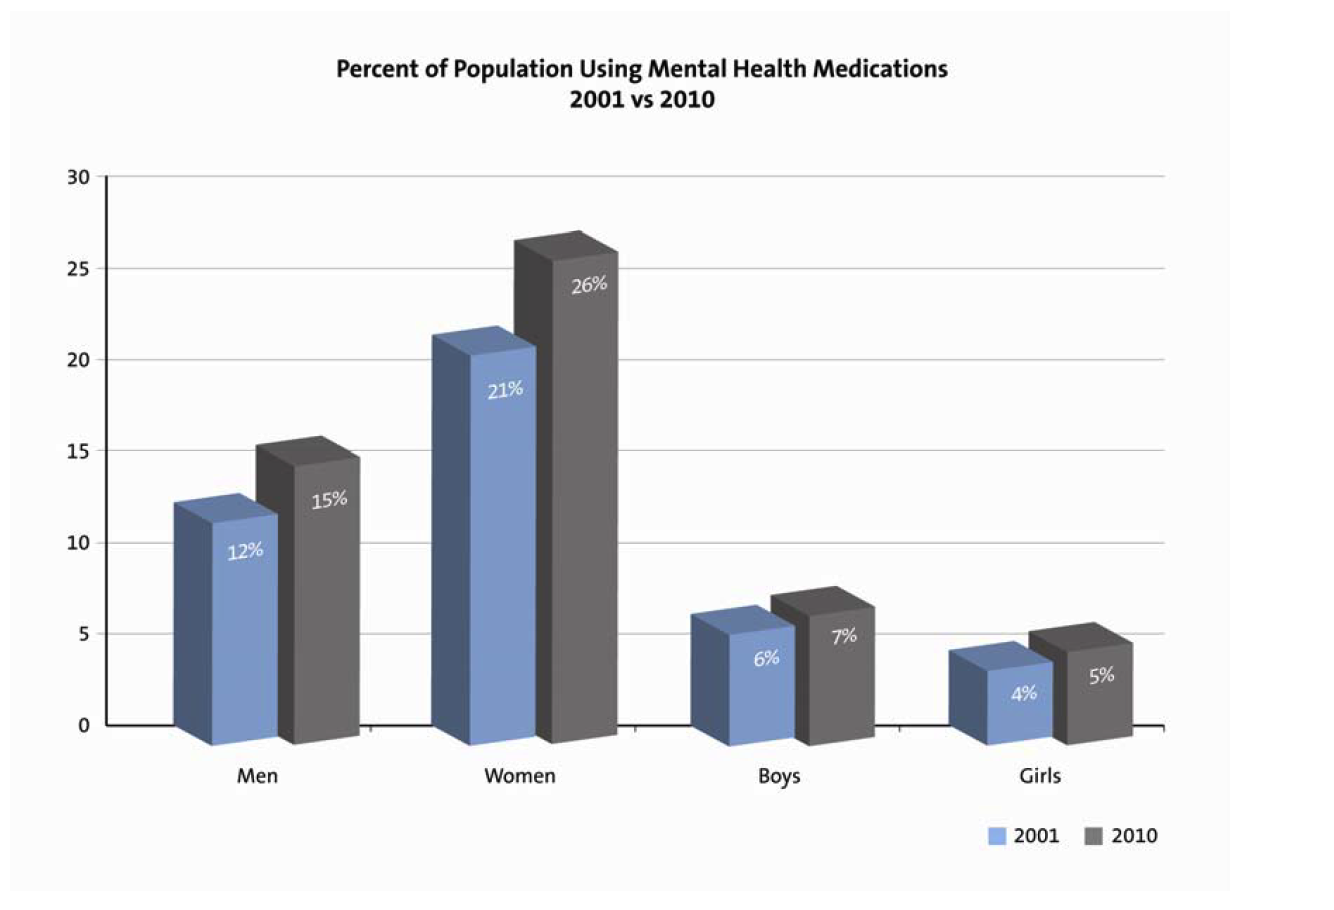 Percent of Population Using Mental Health Medications
2001 vs 2010
30
25
20
15
10
5
0
12%
15%
21%
26%
6%
7%
4%
5%
Men
Women
Boys
Girls
2001
2010